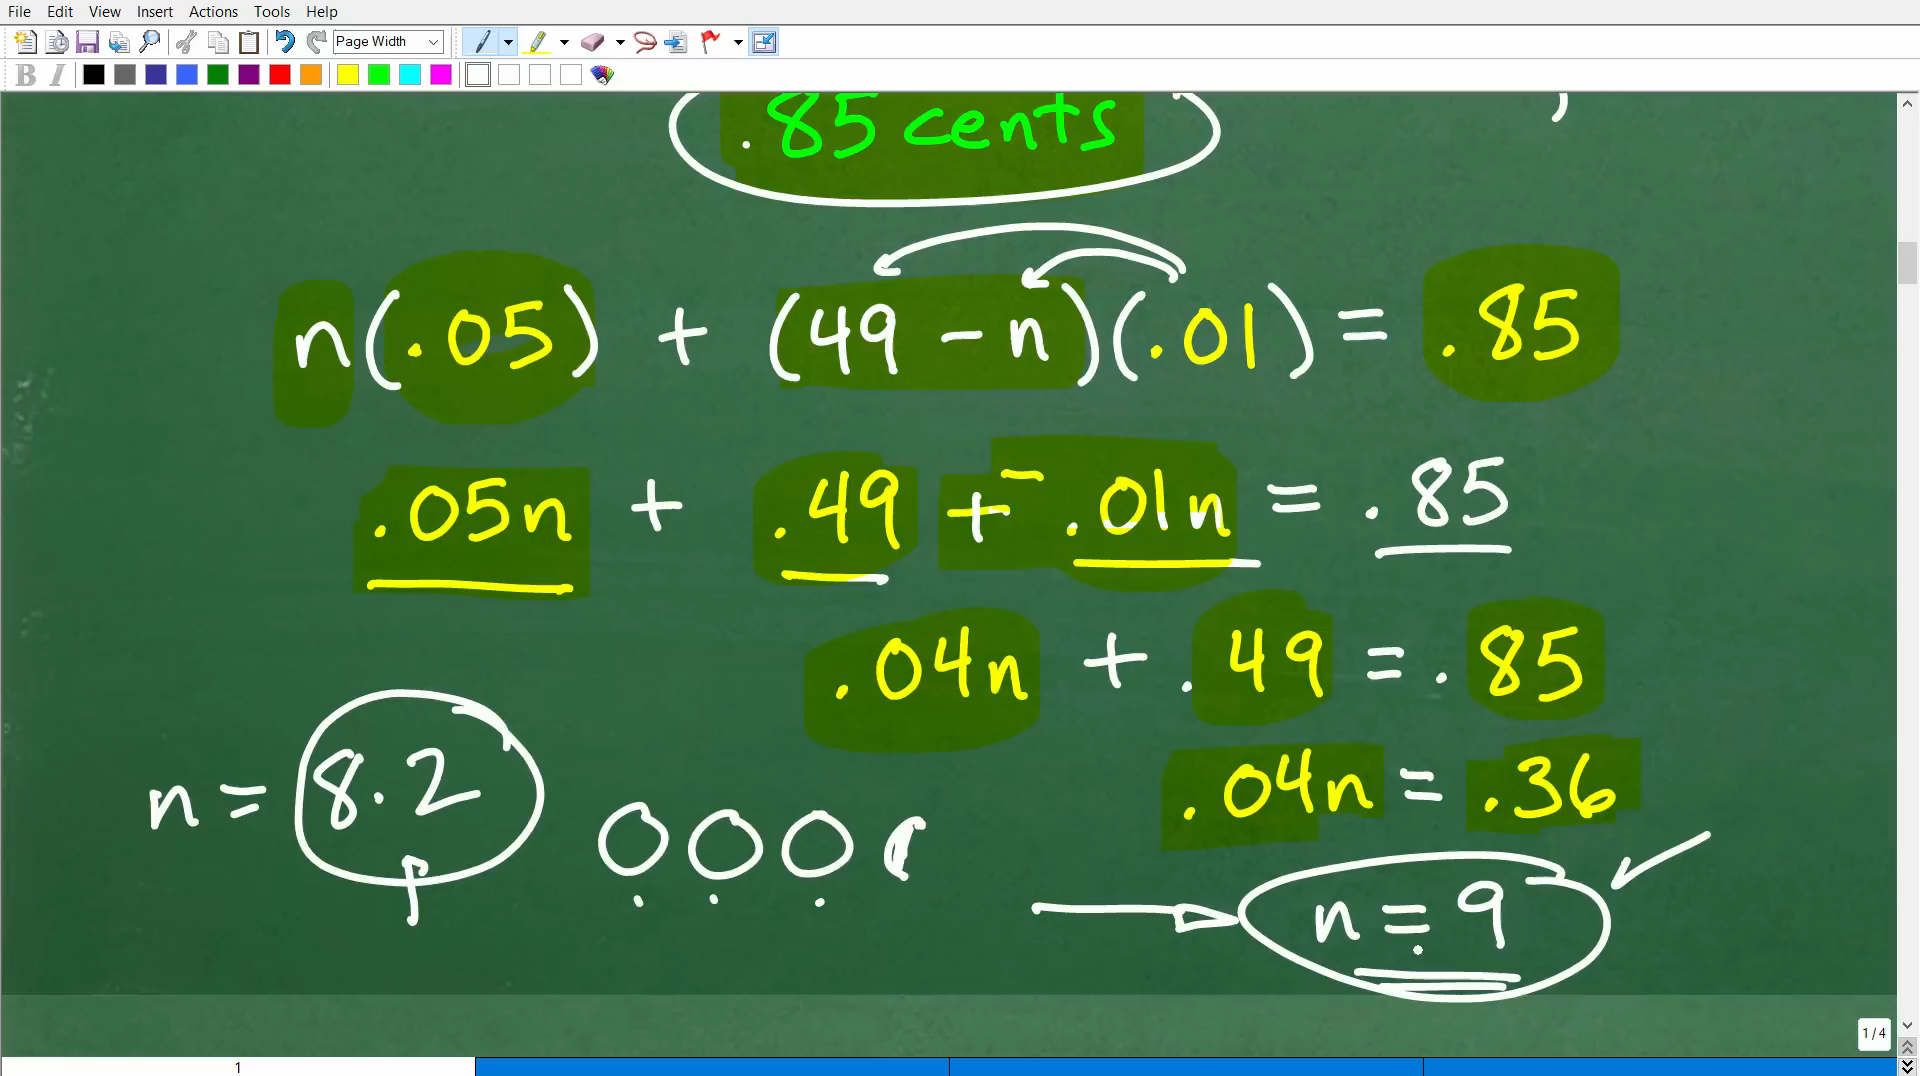 File Edit View Insert Actions Tools Help
Page Width
B I
.85 cents
n(.05) + (49 - n)(.01) = .85
.05n + .49 + - .01n = .85
.04n + .49 = .85
.04n = .36
n = 8.2
n = 9
1 / 4
1